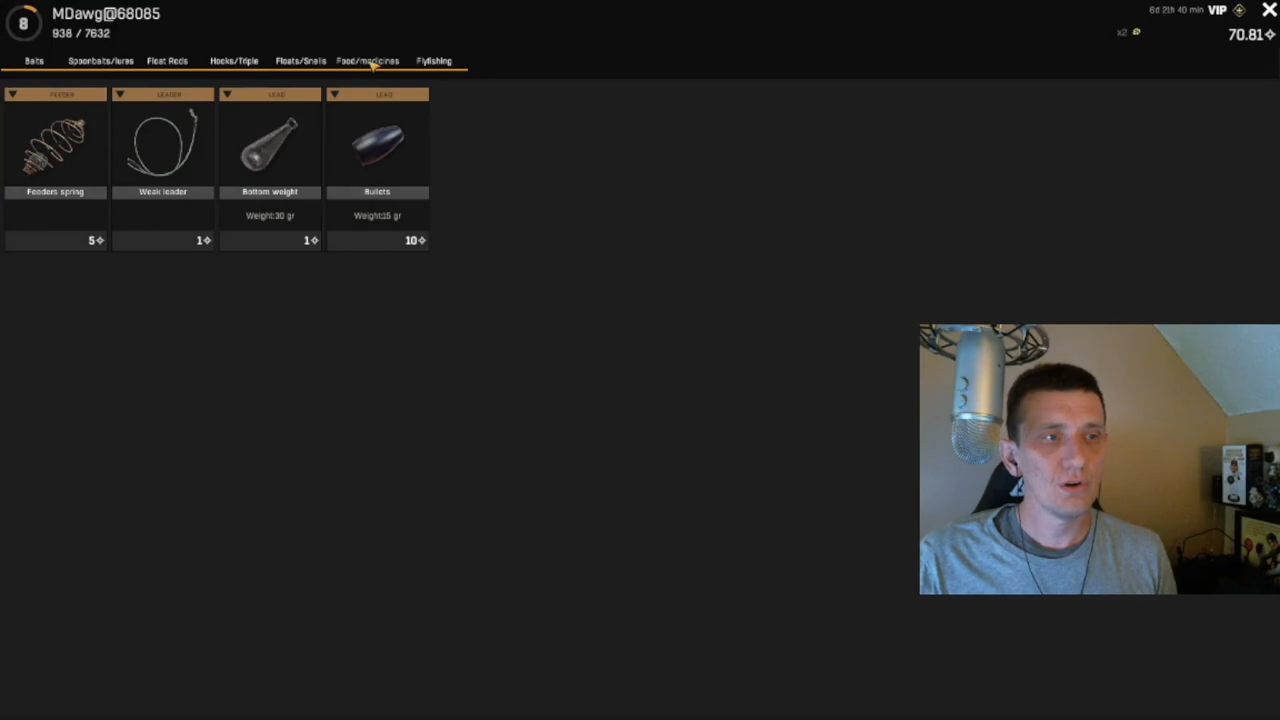 8
MDawg@68085
938 / 7632
6d 21h 40 min VIP
x2
70.81
Baits Spoonbaits/lures Float Rods Hooks/Triple Floats/Snells Food/medicines Flyfishing
FEEDER LEADER LEAD LEAD
Feeders spring Weak leader Bottom weight Bullets
Weight:30 gr Weight:15 gr
5 1 1 10